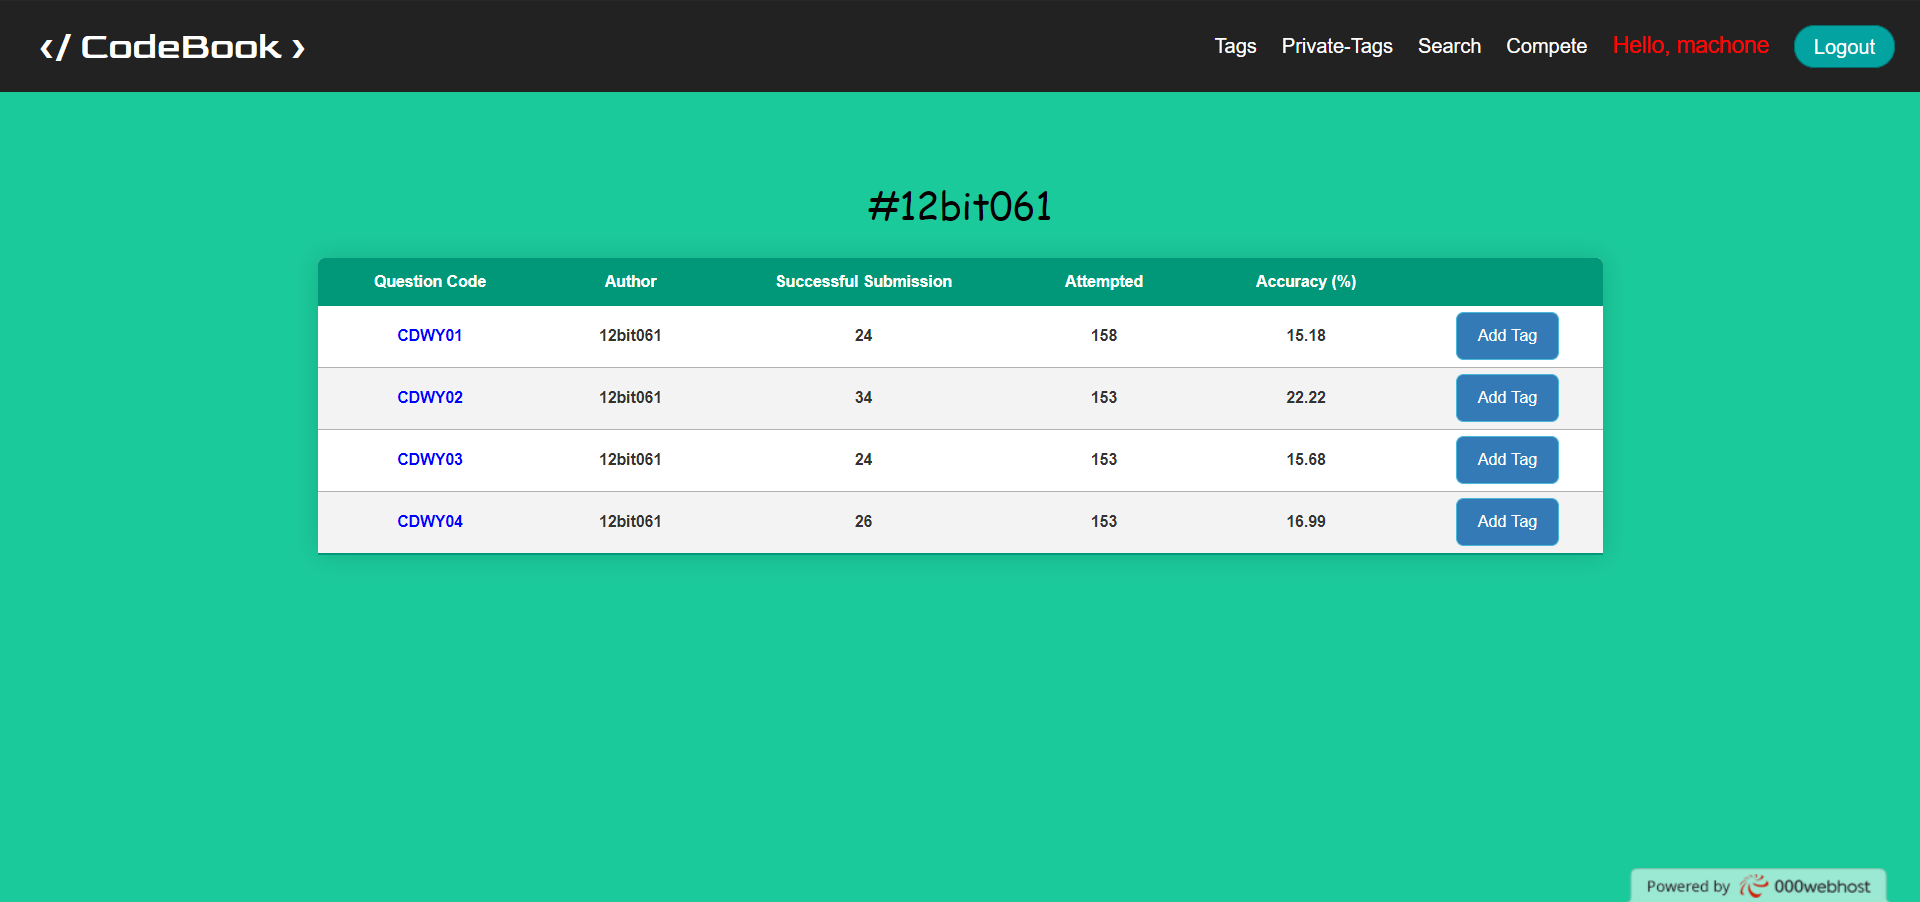 ‹/ CodeBook ›
Tags Private-Tags Search Compete Hello, machone Logout
#12bit061
Question Code Author Successful Submission Attempted Accuracy (%)
CDWY01 12bit061 24 158 15.18 Add Tag
CDWY02 12bit061 34 153 22.22 Add Tag
CDWY03 12bit061 24 153 15.68 Add Tag
CDWY04 12bit061 26 153 16.99 Add Tag
Powered by 000webhost